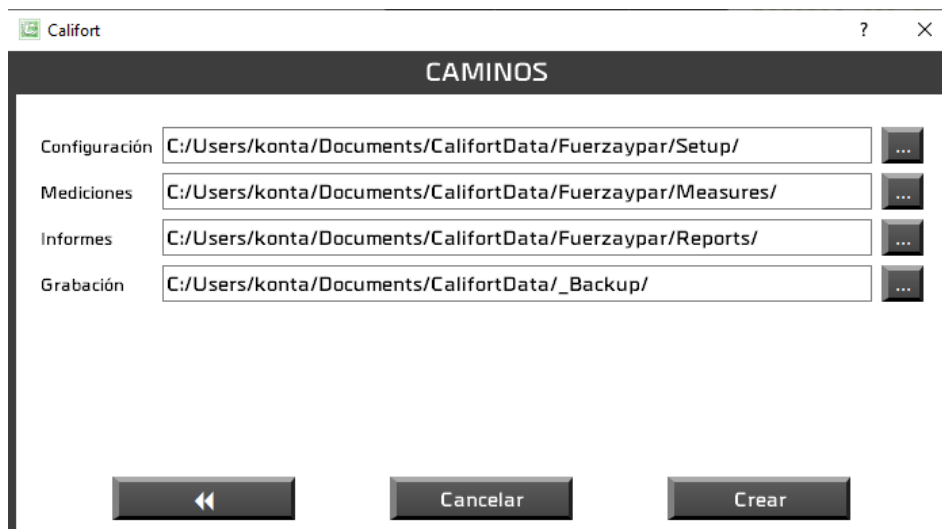 Califort
CAMINOS
Configuración C:/Users/konta/Documents/CalifortData/Fuerzaypar/Setup/ ...
Mediciones C:/Users/konta/Documents/CalifortData/Fuerzaypar/Measures/ ...
Informes C:/Users/konta/Documents/CalifortData/Fuerzaypar/Reports/ ...
Grabación C:/Users/konta/Documents/CalifortData/_Backup/ ...
Cancelar Crear